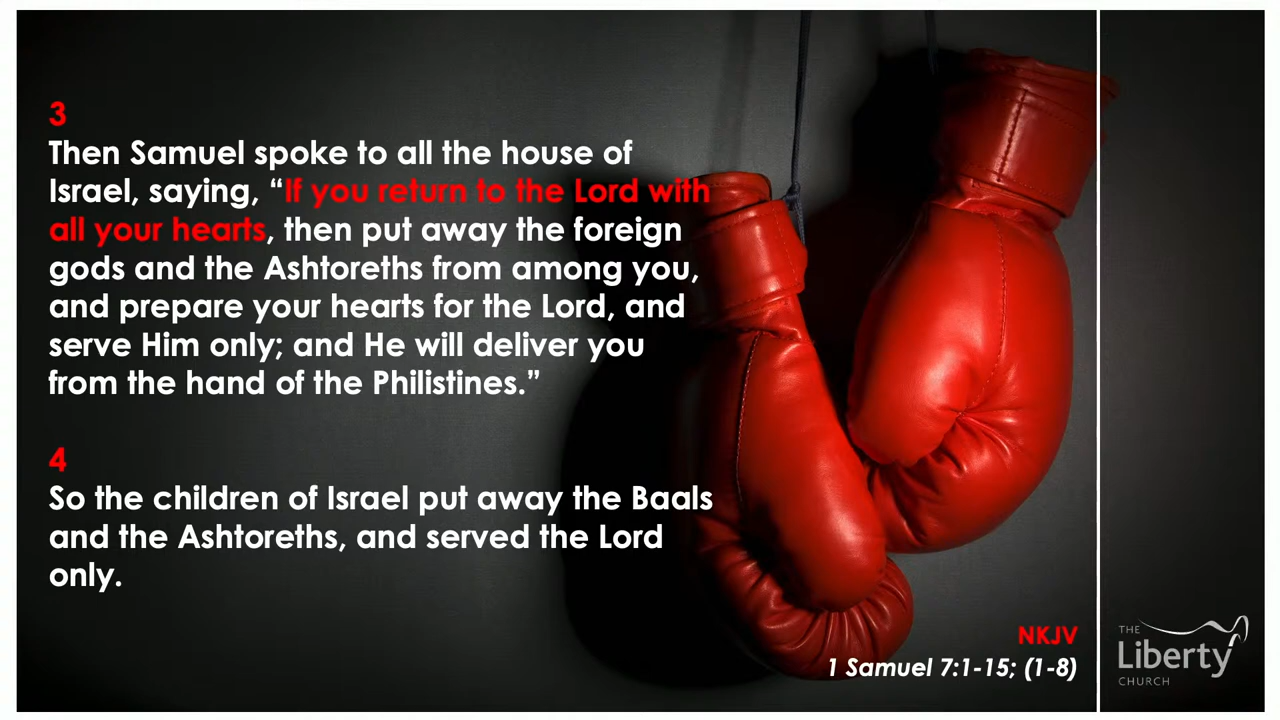 3
Then Samuel spoke to all the house of
Israel, saying, “If you return to the Lord with
all your hearts, then put away the foreign
gods and the Ashtoreths from among you,
and prepare your hearts for the Lord, and
serve Him only; and He will deliver you
from the hand of the Philistines.”
4
So the children of Israel put away the Baals
and the Ashtoreths, and served the Lord
only.
NKJV
1 Samuel 7:1-15; (1-8)
THE
Liberty
CHURCH